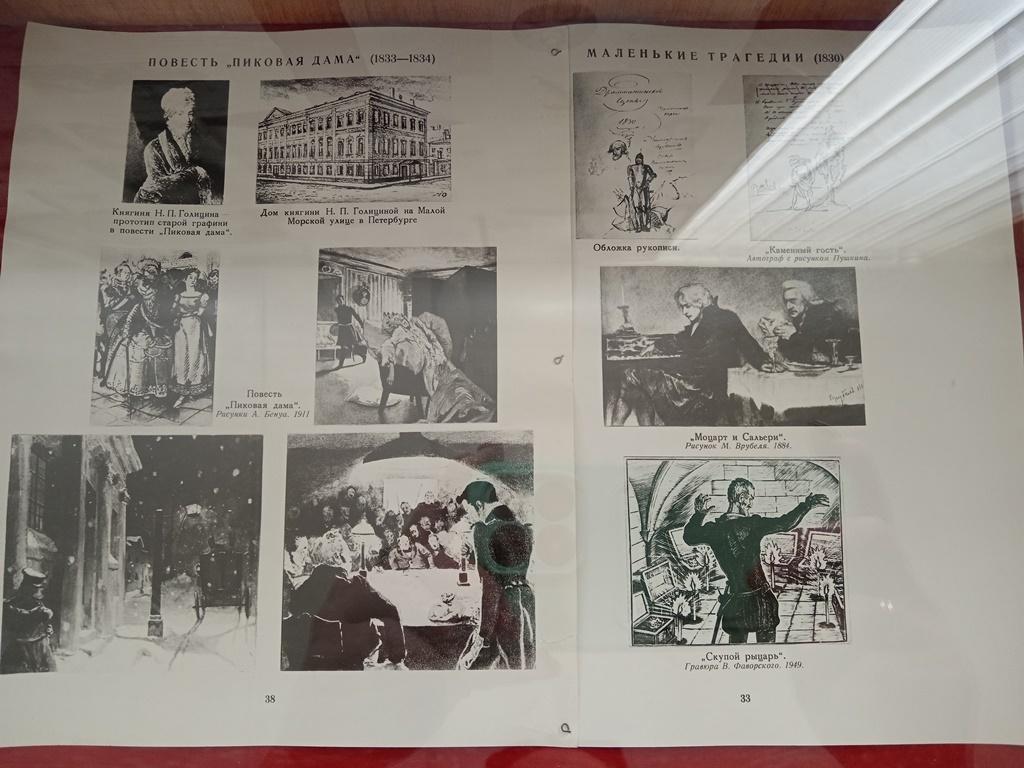 ПОВЕСТЬ „ПИКОВАЯ ДАМА“ (1833—1834)
Княгиня Н. П. Голицына —
прототип старой графини
в повести „Пиковая дама“.
Дом княгини Н. П. Голициной на Малой
Морской улице в Петербурге
Повесть
„Пиковая дама“.
Рисунки А. Бенуа. 1911
38
МАЛЕНЬКИЕ ТРАГЕДИИ (1830)
1830
Обложка рукописи.
„Каменный гость“.
Автограф с рисунком Пушкина.
„Моцарт и Сальери“.
Рисунок М. Врубеля. 1884.
„Скупой рыцарь“.
Гравюра В. Фаворского. 1949.
33